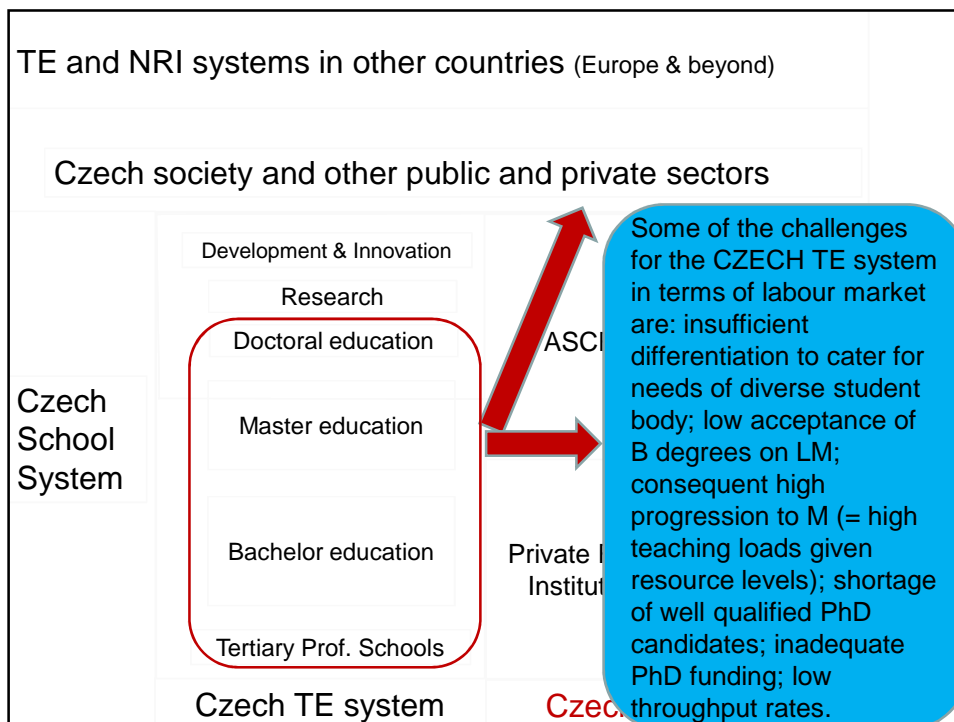 TE and NRI systems in other countries (Europe & beyond)
Czech society and other public and private sectors
Development & Innovation
Research
Doctoral education
Master education
Bachelor education
Tertiary Prof. Schools
Czech
School
System
Czech TE system
Private
Some of the challenges
for the CZECH TE system
in terms of labour market
are: insufficient
differentiation to cater for
needs of diverse student
body; low acceptance of
B degrees on LM;
consequent high
progression to M (= high
teaching loads given
resource levels); shortage
of well qualified PhD
candidates; inadequate
PhD funding; low
throughput rates.